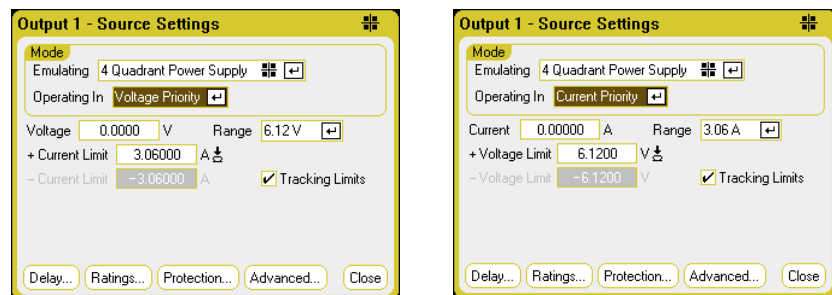 Output 1 - Source Settings
Mode
Emulating 4 Quadrant Power Supply
Operating In Voltage Priority
Voltage 0.0000 V Range 6.12 V
+ Current Limit 3.06000 A
- Current Limit -3.06000 A Tracking Limits
Delay... Ratings... Protection... Advanced... Close
Output 1 - Source Settings
Mode
Emulating 4 Quadrant Power Supply
Operating In Current Priority
Current 0.00000 A Range 3.06 A
+ Voltage Limit 6.1200 V
- Voltage Limit -6.1200 V Tracking Limits
Delay... Ratings... Protection... Advanced... Close